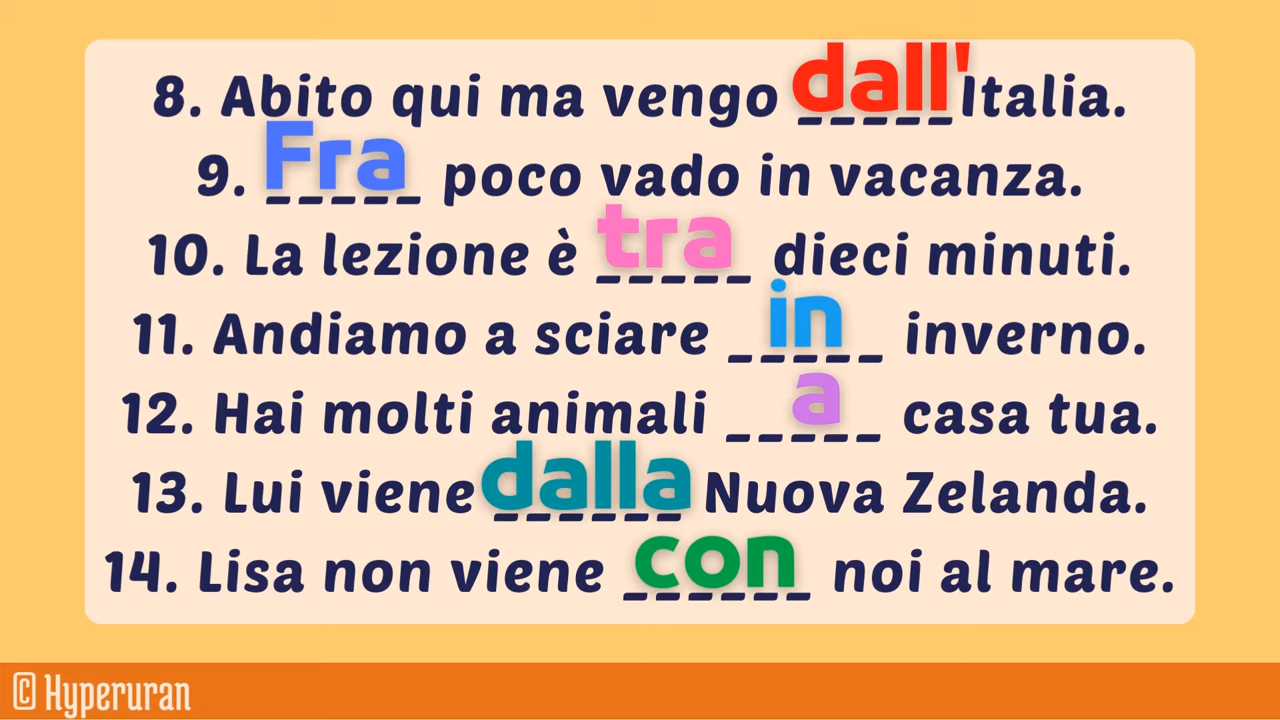 8. Abito qui ma vengo dall'Italia.
9. Fra poco vado in vacanza.
10. La lezione è tra dieci minuti.
11. Andiamo a sciare in inverno.
12. Hai molti animali a casa tua.
13. Lui viene dalla Nuova Zelanda.
14. Lisa non viene con noi al mare.
© Hyperuran